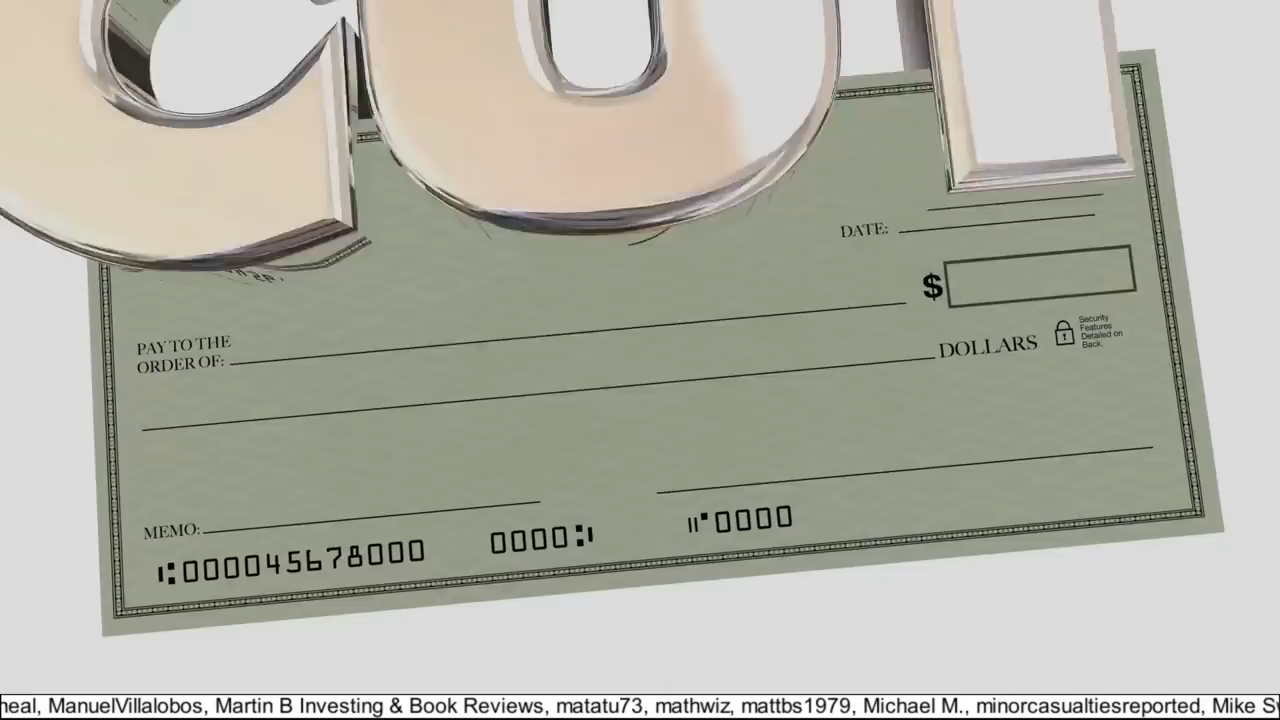 DATE:
$
PAY TO THE
ORDER OF:
DOLLARS
Security
Features
Detailed on
Back.
MEMO:
⑆000045678000 0000⑆ ⑈0000
heal, ManuelVillalobos, Martin B Investing & Book Reviews, matatu73, mathwiz, mattbs1979, Michael M., minorcasualtiesreported, Mike S